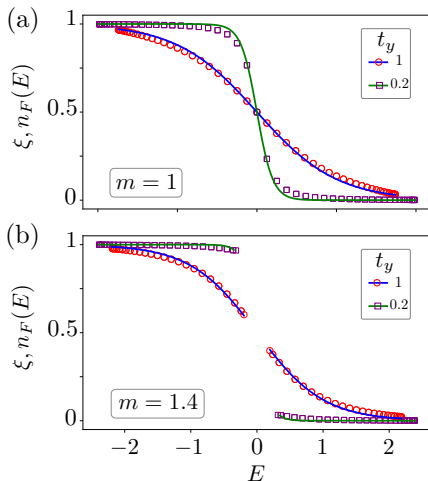 (a)
1
0.5
0
ξ, n_F(E)
t_y
1
0.2
m = 1
(b)
1
0.5
0
ξ, n_F(E)
t_y
1
0.2
m = 1.4
−2 −1 0 1 2
E